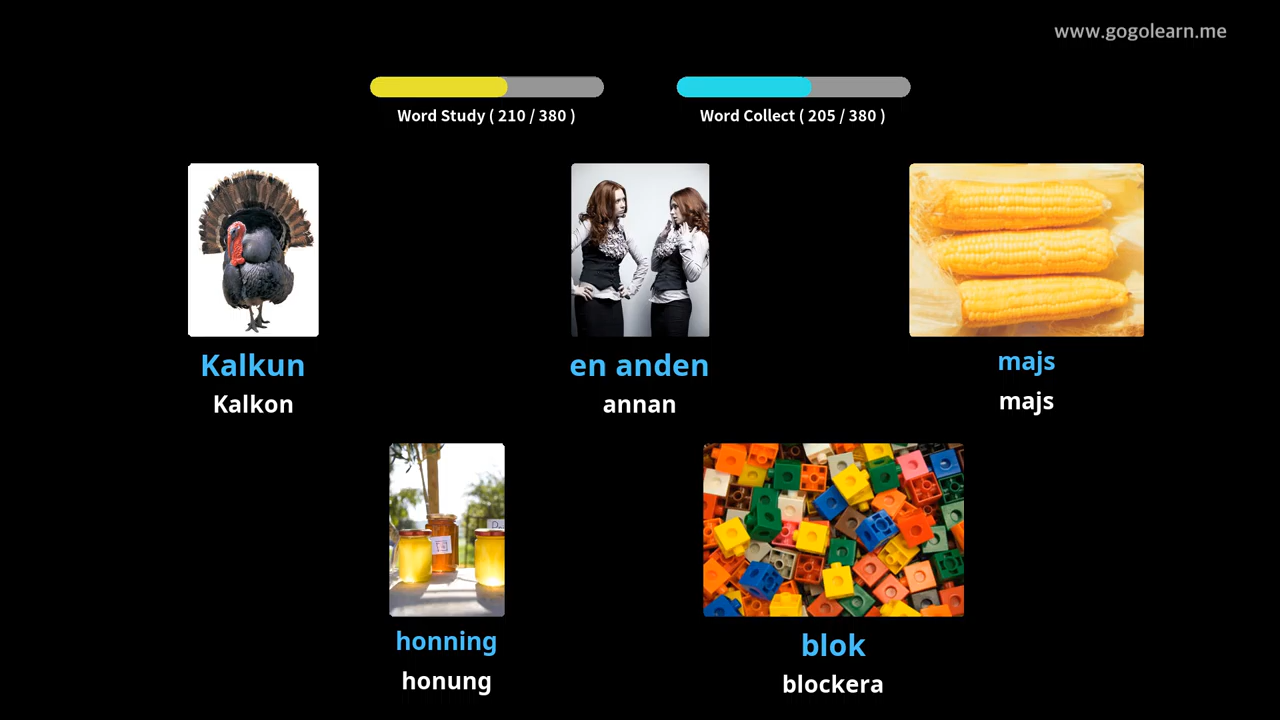 www.gogolearn.me
Word Study ( 210 / 380 )
Word Collect ( 205 / 380 )
Kalkun
Kalkon
en anden
annan
majs
majs
honning
honung
blok
blockera